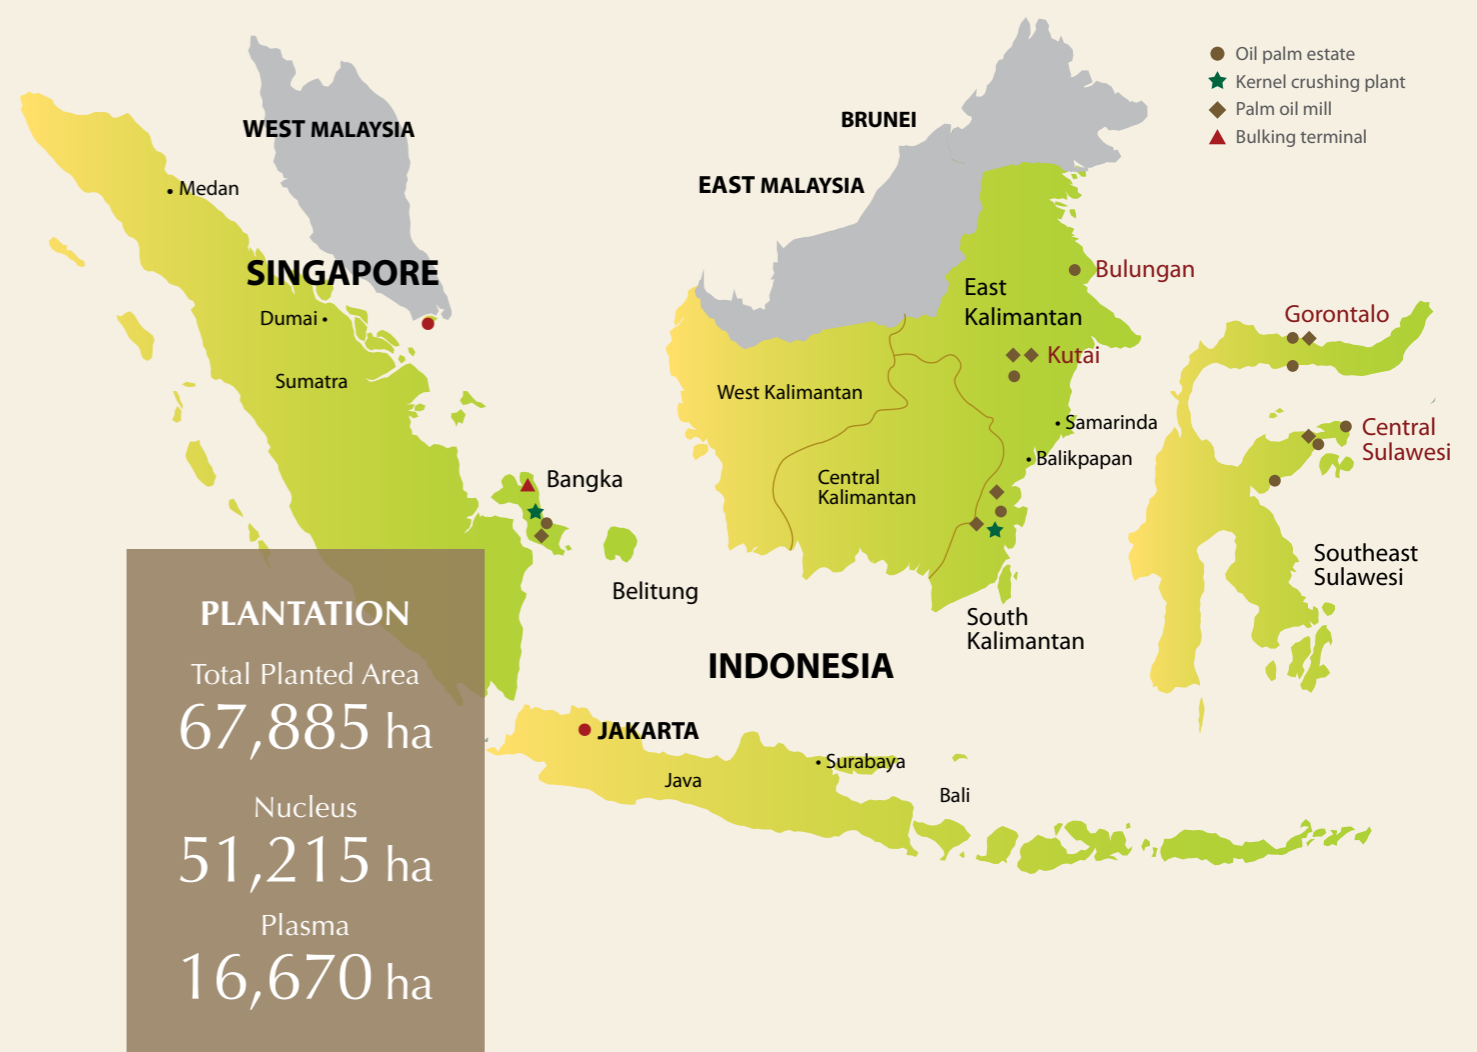 Oil palm estate
Kernel crushing plant
Palm oil mill
Bulking terminal
WEST MALAYSIA
BRUNEI
EAST MALAYSIA
Medan
SINGAPORE
Dumai
Sumatra
Bulungan
East
Kalimantan
Kutai
Gorontalo
West Kalimantan
Samarinda
Balikpapan
Central
Kalimantan
Central
Sulawesi
Bangka
Belitung
Southeast
Sulawesi
South
Kalimantan
INDONESIA
JAKARTA
Java
Surabaya
Bali
PLANTATION
Total Planted Area
67,885 ha
Nucleus
51,215 ha
Plasma
16,670 ha